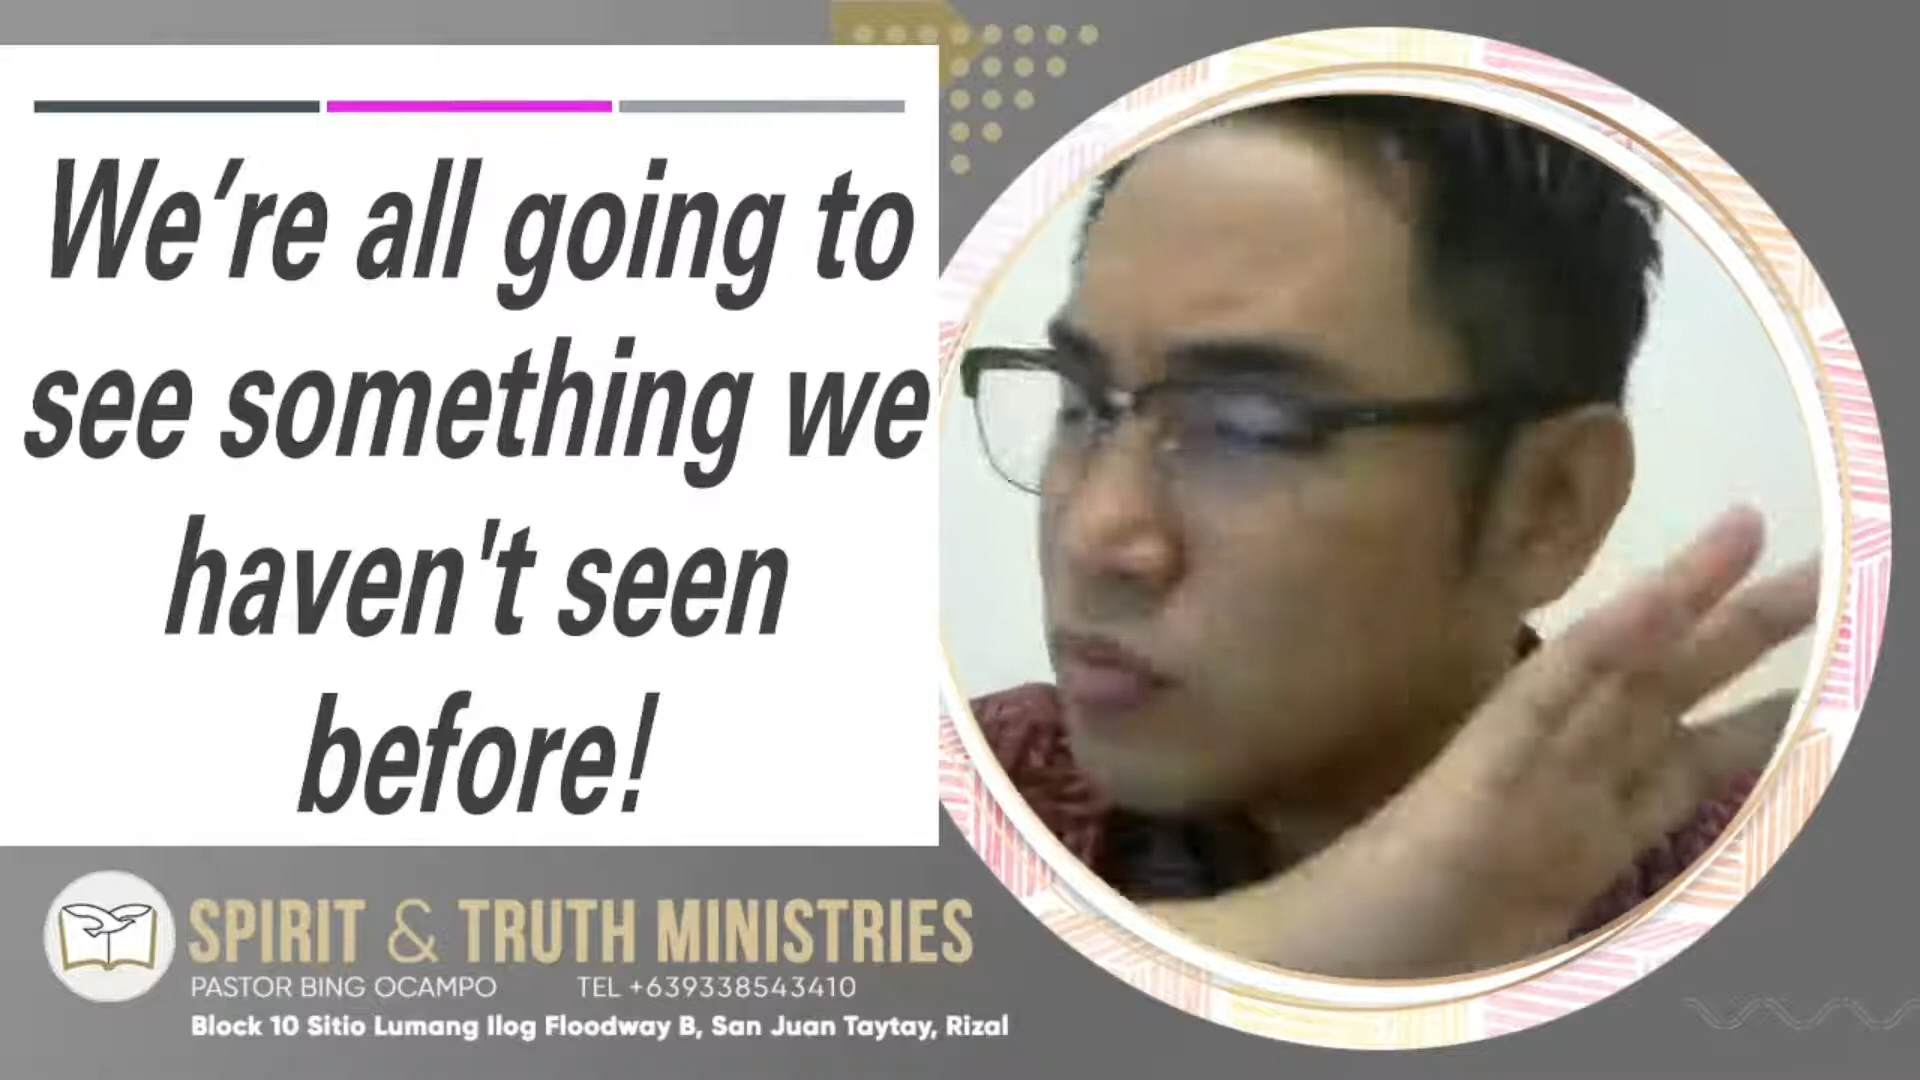 We’re all going to
see something we
haven't seen
before!
SPIRIT & TRUTH MINISTRIES
PASTOR BING OCAMPO TEL +639338543410
Block 10 Sitio Lumang Ilog Floodway B, San Juan Taytay, Rizal